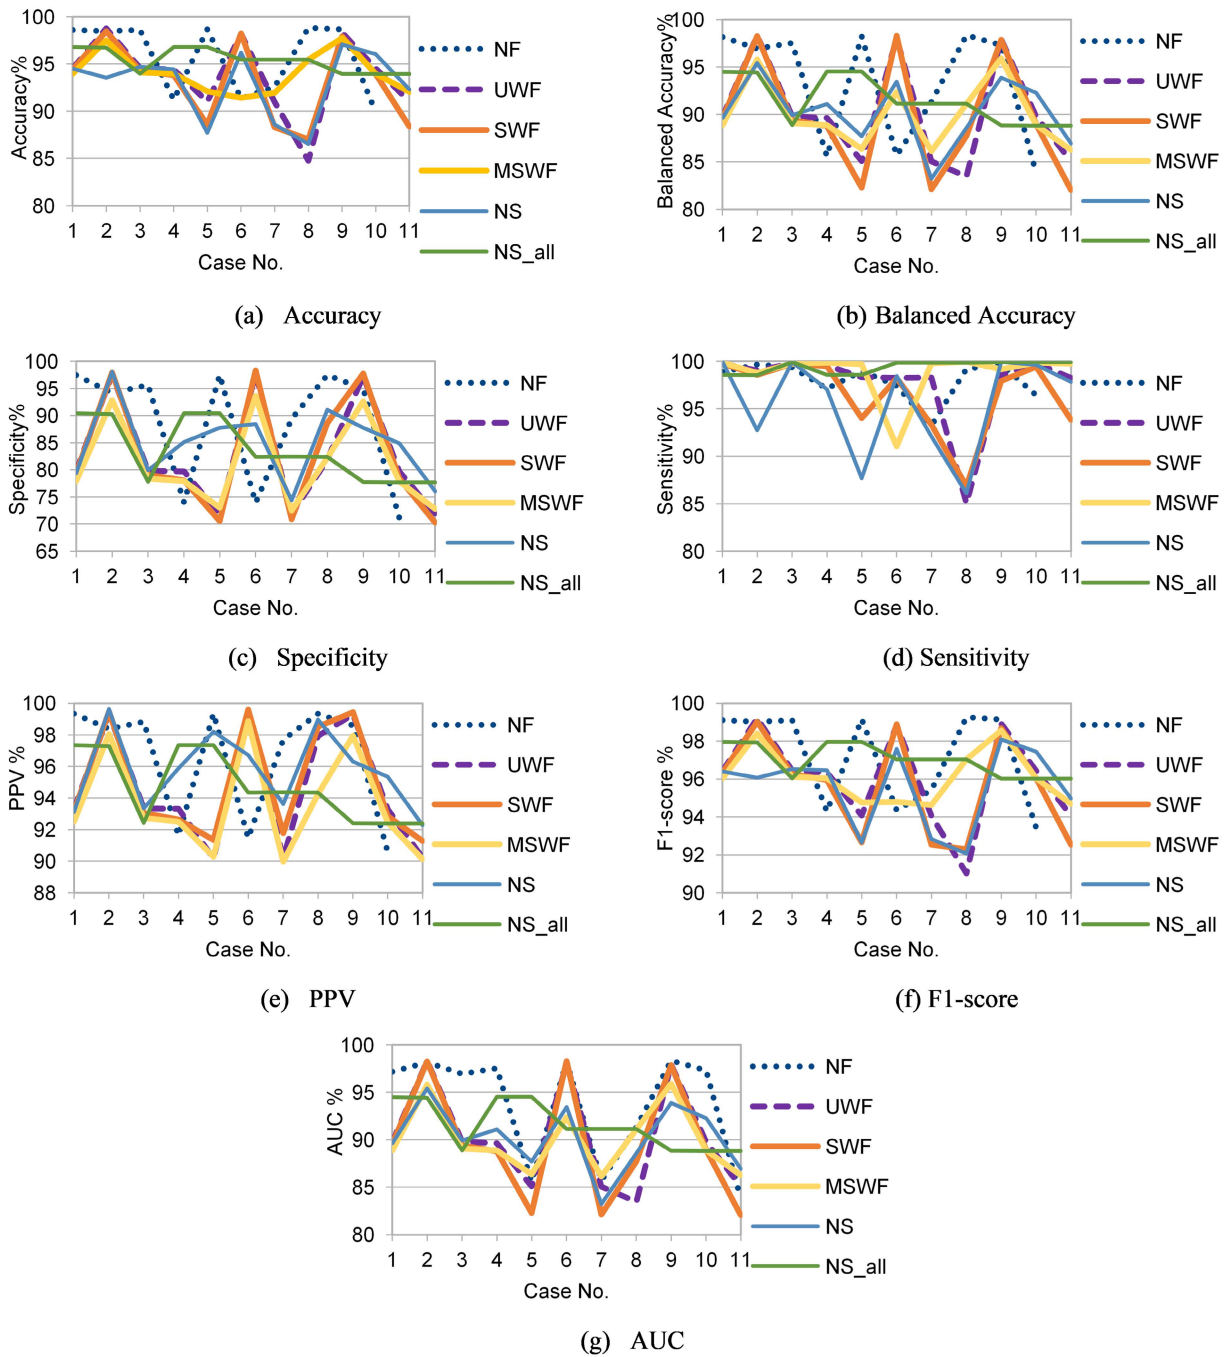 Accuracy%
100
95
90
85
80
1 2 3 4 5 6 7 8 9 10 11
Case No.
NF
UWF
SWF
MSWF
NS
NS_all
(a) Accuracy
Balanced Accuracy%
100
95
90
85
80
1 2 3 4 5 6 7 8 9 10 11
Case No.
NF
UWF
SWF
MSWF
NS
NS_all
(b) Balanced Accuracy
Specificity%
100
95
90
85
80
75
70
65
1 2 3 4 5 6 7 8 9 10 11
Case No.
NF
UWF
SWF
MSWF
NS
NS_all
(c) Specificity
Sensitivity%
100
95
90
85
80
1 2 3 4 5 6 7 8 9 10 11
Case No.
NF
UWF
SWF
MSWF
NS
NS_all
(d) Sensitivity
PPV %
100
98
96
94
92
90
88
1 2 3 4 5 6 7 8 9 10 11
Case No.
NF
UWF
SWF
MSWF
NS
NS_all
(e) PPV
F1-score %
100
98
96
94
92
90
1 2 3 4 5 6 7 8 9 10 11
Case No.
NF
UWF
SWF
MSWF
NS
NS_all
(f) F1-score
AUC %
100
95
90
85
80
1 2 3 4 5 6 7 8 9 10 11
Case No.
NF
UWF
SWF
MSWF
NS
NS_all
(g) AUC